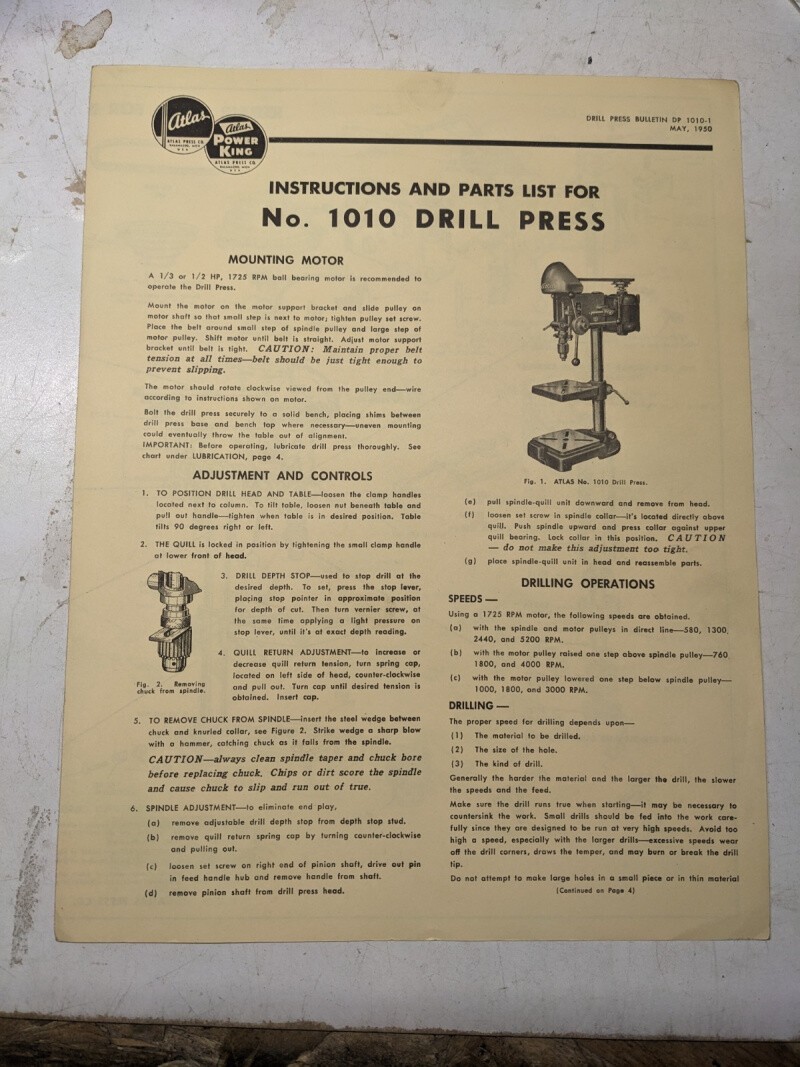 Atlas
ATLAS PRESS CO.
KALAMAZOO, MICH.
U S A
Atlas
POWER
KING
ATLAS PRESS CO.
KALAMAZOO, MICH.
U S A
DRILL PRESS BULLETIN DP 1010-1
MAY, 1950
INSTRUCTIONS AND PARTS LIST FOR
No. 1010 DRILL PRESS
MOUNTING MOTOR
A 1/3 or 1/2 HP, 1725 RPM ball bearing motor is recommended to
operate the Drill Press.
Mount the motor on the motor support bracket and slide pulley on
motor shaft so that small step is next to motor; tighten pulley set screw.
Place the belt around small step of spindle pulley and large step of
motor pulley. Shift motor until belt is straight. Adjust motor support
bracket until belt is tight. CAUTION: Maintain proper belt
tension at all times—belt should be just tight enough to
prevent slipping.
The motor should rotate clockwise viewed from the pulley end—wire
according to instructions shown on motor.
Bolt the drill press securely to a solid bench, placing shims between
drill press base and bench top where necessary—uneven mounting
could eventually throw the table out of alignment.
IMPORTANT: Before operating, lubricate drill press thoroughly. See
chart under LUBRICATION, page 4.
ADJUSTMENT AND CONTROLS
1. TO POSITION DRILL HEAD AND TABLE—loosen the clamp handles
located next to column. To tilt table, loosen nut beneath table and
pull out handle—tighten when table is in desired position. Table
tilts 90 degrees right or left.
2. THE QUILL is locked in position by tightening the small clamp handle
at lower front of head.
3. DRILL DEPTH STOP—used to stop drill at the
desired depth. To set, press the stop lever,
placing stop pointer in approximate position
for depth of cut. Then turn vernier screw, at
the same time applying a light pressure on
stop lever, until it's at exact depth reading.
4. QUILL RETURN ADJUSTMENT—to increase or
decrease quill return tension, turn spring cap,
located on left side of head, counter-clockwise
and pull out. Turn cap until desired tension is
obtained. Insert cap.
Fig. 2. Removing
chuck from spindle.
5. TO REMOVE CHUCK FROM SPINDLE—insert the steel wedge between
chuck and knurled collar, see Figure 2. Strike wedge a sharp blow
with a hammer, catching chuck as it falls from the spindle.
CAUTION—always clean spindle taper and chuck bore
before replacing chuck. Chips or dirt score the spindle
and cause chuck to slip and run out of true.
6. SPINDLE ADJUSTMENT—to eliminate end play,
(a) remove adjustable drill depth stop from depth stop stud.
(b) remove quill return spring cap by turning counter-clockwise
and pulling out.
(c) loosen set screw on right end of pinion shaft, drive out pin
in feed handle hub and remove handle from shaft.
(d) remove pinion shaft from drill press head.
Fig. 1. ATLAS No. 1010 Drill Press.
(e) pull spindle-quill unit downward and remove from head.
(f) loosen set screw in spindle collar—it's located directly above
quill. Push spindle upward and press collar against upper
quill bearing. Lock collar in this position. CAUTION
— do not make this adjustment too tight.
(g) place spindle-quill unit in head and reassemble parts.
DRILLING OPERATIONS
SPEEDS —
Using a 1725 RPM motor, the following speeds are obtained.
(a) with the spindle and motor pulleys in direct line—580, 1300,
2440, and 5200 RPM.
(b) with the motor pulley raised one step above spindle pulley—760,
1800, and 4000 RPM.
(c) with the motor pulley lowered one step below spindle pulley—
1000, 1800, and 3000 RPM.
DRILLING —
The proper speed for drilling depends upon—
(1) The material to be drilled.
(2) The size of the hole.
(3) The kind of drill.
Generally the harder the material and the larger the drill, the slower
the speeds and the feed.
Make sure the drill runs true when starting—it may be necessary to
countersink the work. Small drills should be fed into the work care-
fully since they are designed to be run at very high speeds. Avoid too
high a speed, especially with the larger drills—excessive speeds wear
off the drill corners, draws the temper, and may burn or break the drill
tip.
Do not attempt to make large holes in a small piece or in thin material
(Continued on Page 4)